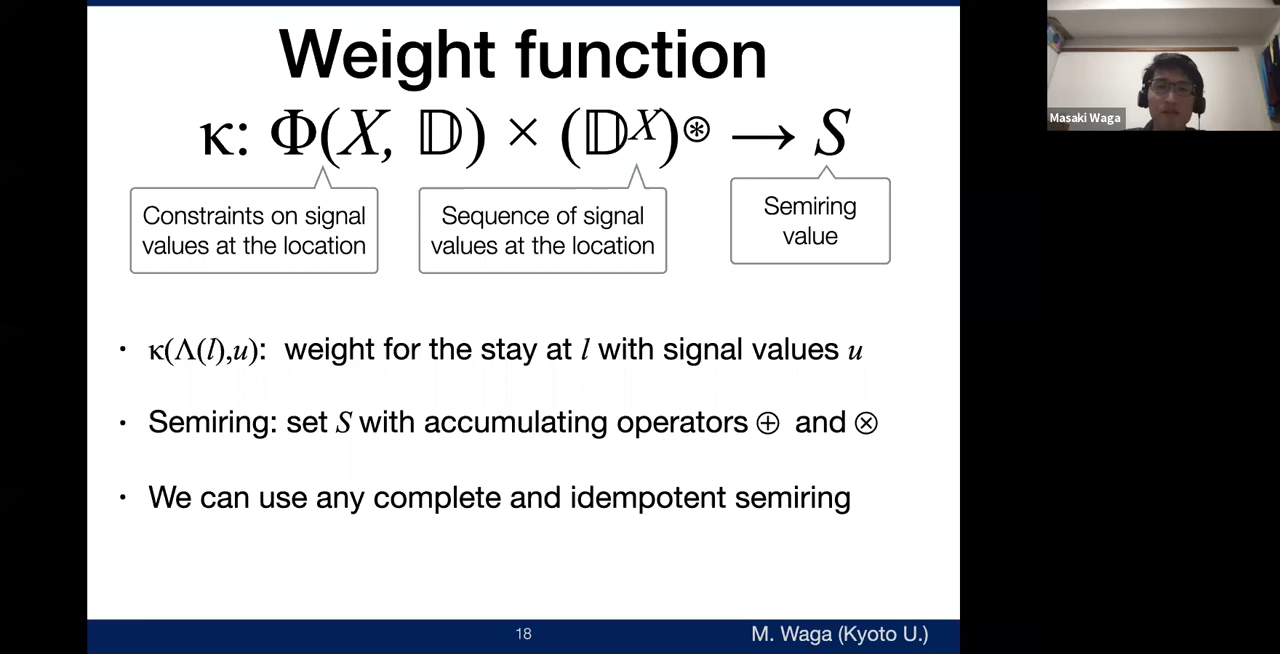 Weight function
κ: Φ(X, 𝔻) × (𝔻^X)^⊛ → S
Constraints on signal
values at the location
Sequence of signal
values at the location
Semiring
value
· κ(Λ(l),u): weight for the stay at l with signal values u
· Semiring: set S with accumulating operators ⊕ and ⊗
· We can use any complete and idempotent semiring
18
M. Waga (Kyoto U.)
Masaki Waga